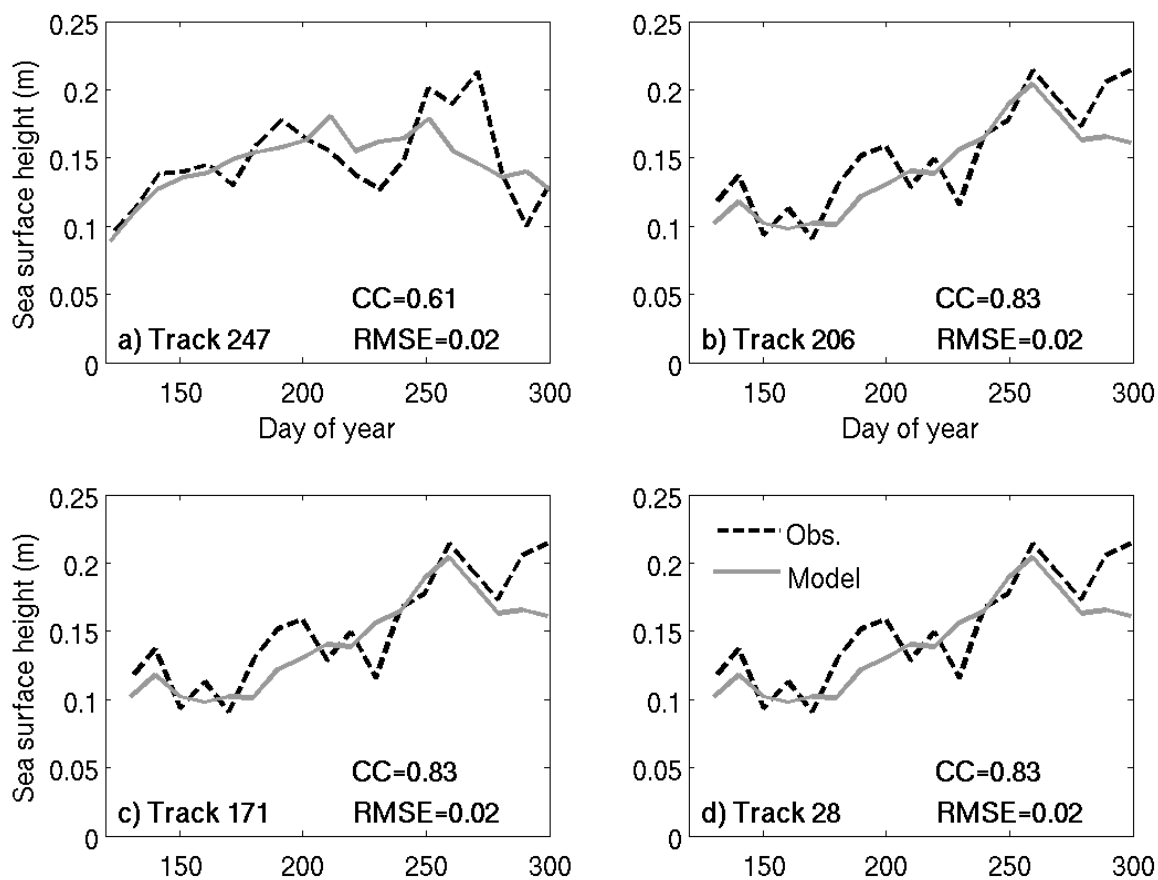 0.25
0.2
0.15
0.1
0.05
0
Sea surface height (m)
CC=0.61
a) Track 247 RMSE=0.02
150 200 250 300
Day of year
0.25
0.2
0.15
0.1
0.05
0
CC=0.83
b) Track 206 RMSE=0.02
150 200 250 300
Day of year
0.25
0.2
0.15
0.1
0.05
0
Sea surface height (m)
CC=0.83
c) Track 171 RMSE=0.02
150 200 250 300
0.25
0.2
0.15
0.1
0.05
0
Obs.
Model
CC=0.83
d) Track 28 RMSE=0.02
150 200 250 300